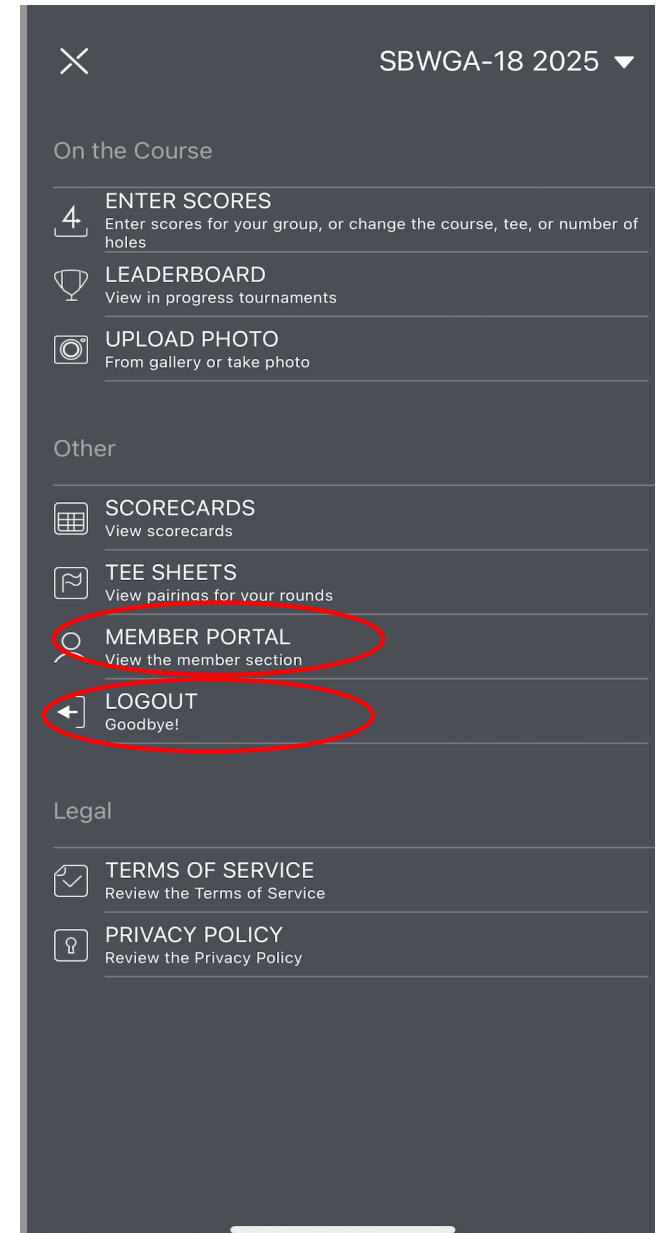 SBWGA-18 2025
On the Course
4
ENTER SCORES
Enter scores for your group, or change the course, tee, or number of
holes
LEADERBOARD
View in progress tournaments
UPLOAD PHOTO
From gallery or take photo
Other
SCORECARDS
View scorecards
TEE SHEETS
View pairings for your rounds
MEMBER PORTAL
View the member section
LOGOUT
Goodbye!
Legal
TERMS OF SERVICE
Review the Terms of Service
PRIVACY POLICY
Review the Privacy Policy